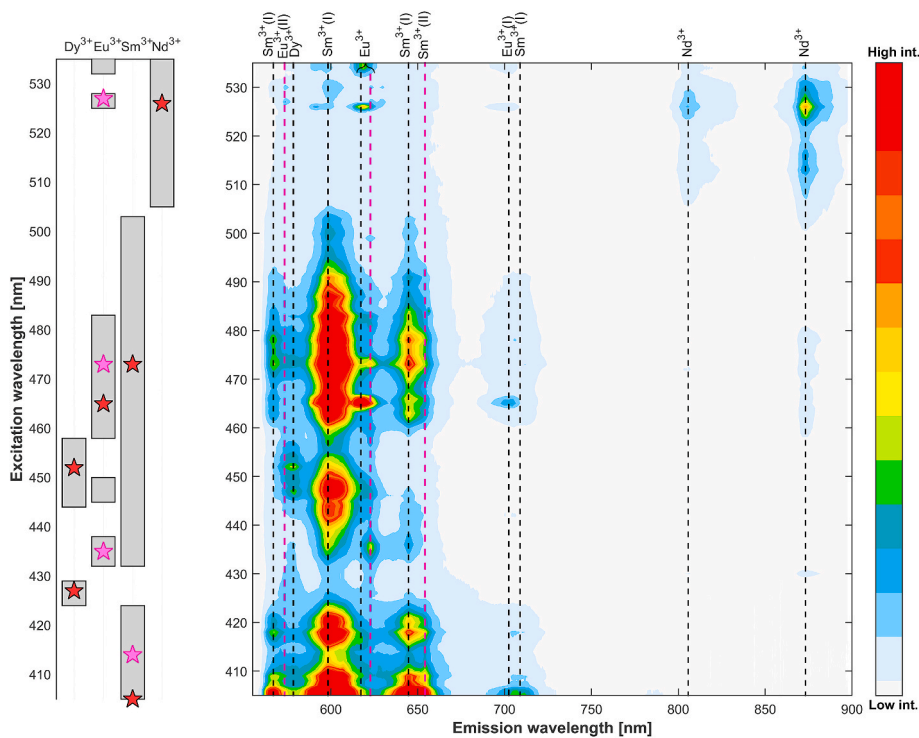 Dy³⁺Eu³⁺Sm³⁺Nd³⁺
Sm³⁺(I)
Eu³⁺(II)
Dy³⁺
Sm³⁺(I)
Eu³⁺
Sm³⁺(I)
Sm³⁺(II)
Eu³⁺(I)
Sm³⁺(I)
Nd³⁺
Nd³⁺
High int.
Low int.
Excitation wavelength [nm]
530
520
510
500
490
480
470
460
450
440
430
420
410
530
520
510
500
490
480
470
460
450
440
430
420
410
600
650
700
750
800
850
900
Emission wavelength [nm]